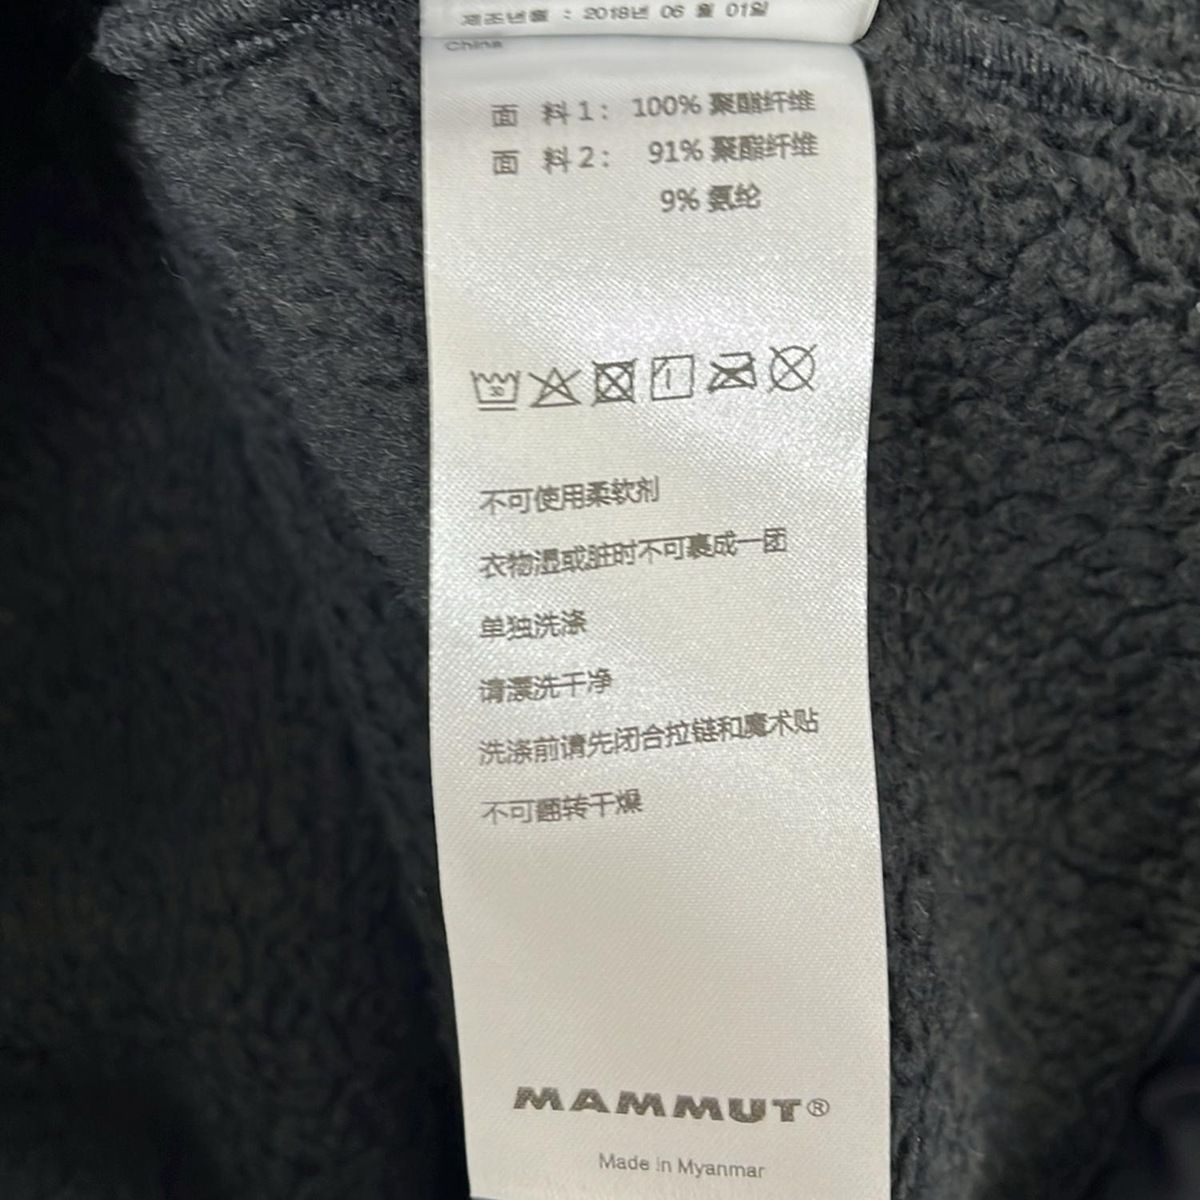 제조년월 : 2018년 06 월 01일
China
面 料1: 100% 聚酯纤维
面 料2: 91% 聚酯纤维
9% 氨纶
30
不可使用柔软剂
衣物湿或脏时不可裹成一团
单独洗涤
请漂洗干净
洗涤前请先闭合拉链和魔术贴
不可翻转干燥
MAMMUT®
Made in Myanmar